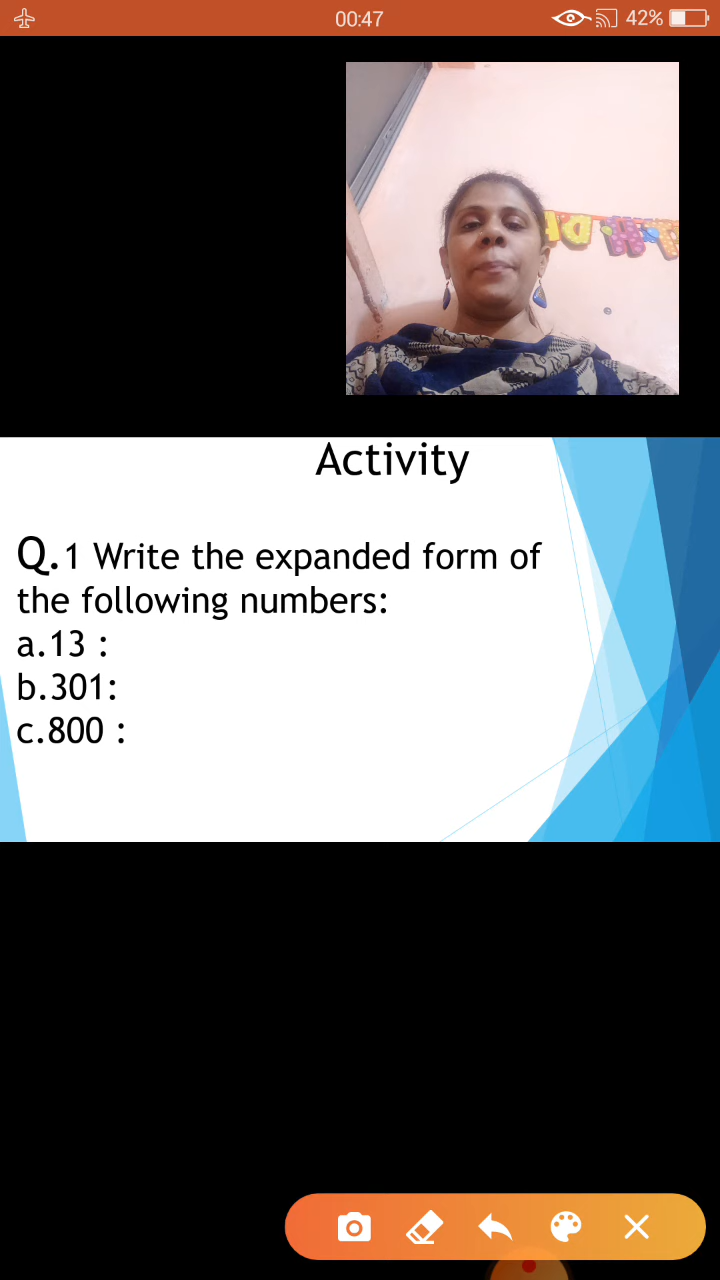 00:47
42%
Activity
Q.1 Write the expanded form of
the following numbers:
a.13 :
b.301:
c.800 :